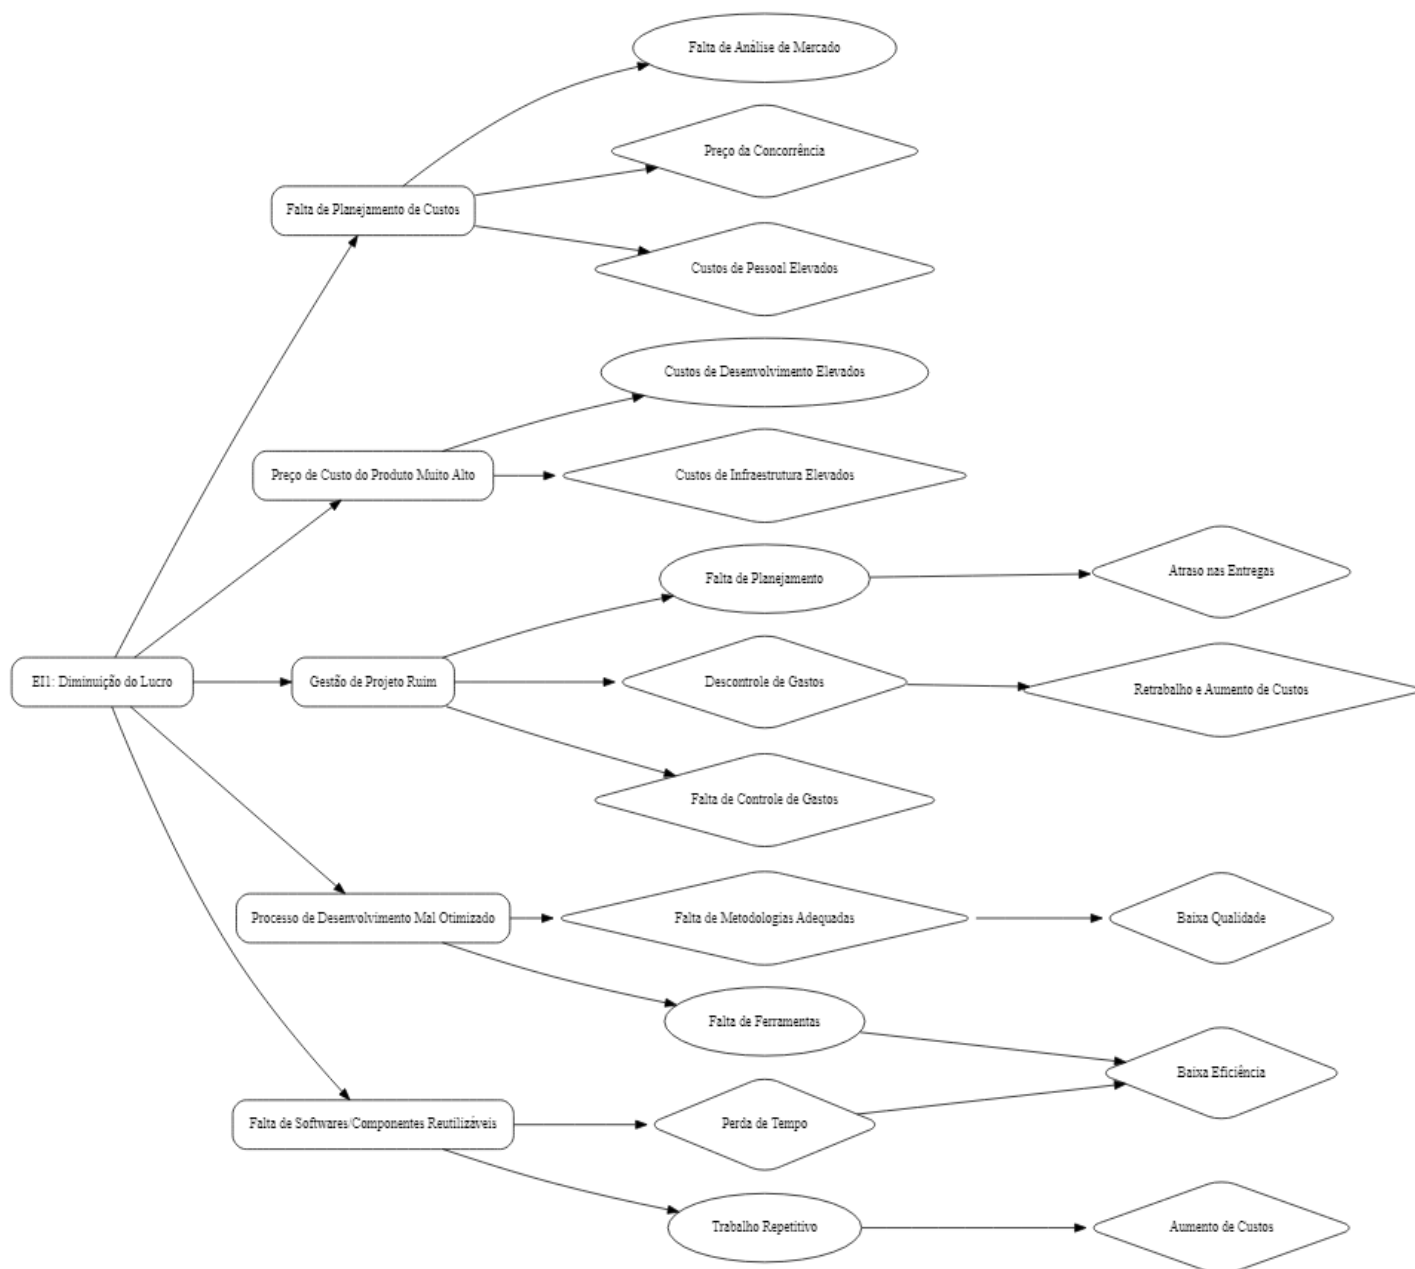 Falta de Análise de Mercado
Preço da Concorrência
Falta de Planejamento de Custos
Custos de Pessoal Elevados
Custos de Desenvolvimento Elevados
Preço de Custo do Produto Muito Alto
Custos de Infraestrutura Elevados
Falta de Planejamento
Atraso nas Entregas
EI1: Diminuição do Lucro
Gestão de Projeto Ruim
Descontrole de Gastos
Retrabalho e Aumento de Custos
Falta de Controle de Gastos
Processo de Desenvolvimento Mal Otimizado
Falta de Metodologias Adequadas
Baixa Qualidade
Falta de Ferramentas
Baixa Eficiência
Falta de Softwares/Componentes Reutilizáveis
Perda de Tempo
Trabalho Repetitivo
Aumento de Custos